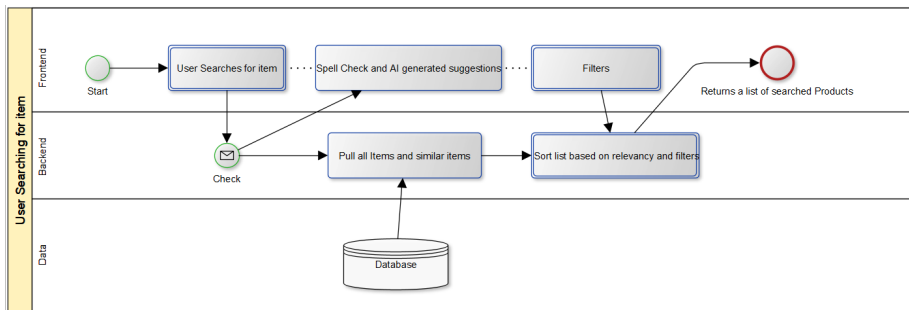 User Searching for item
Frontend
Start
User Searches for item
Spell Check and AI generated suggestions
Filters
Returns a list of searched Products
Backend
Check
Pull all Items and similar items
Sort list based on relevancy and filters
Data
Database